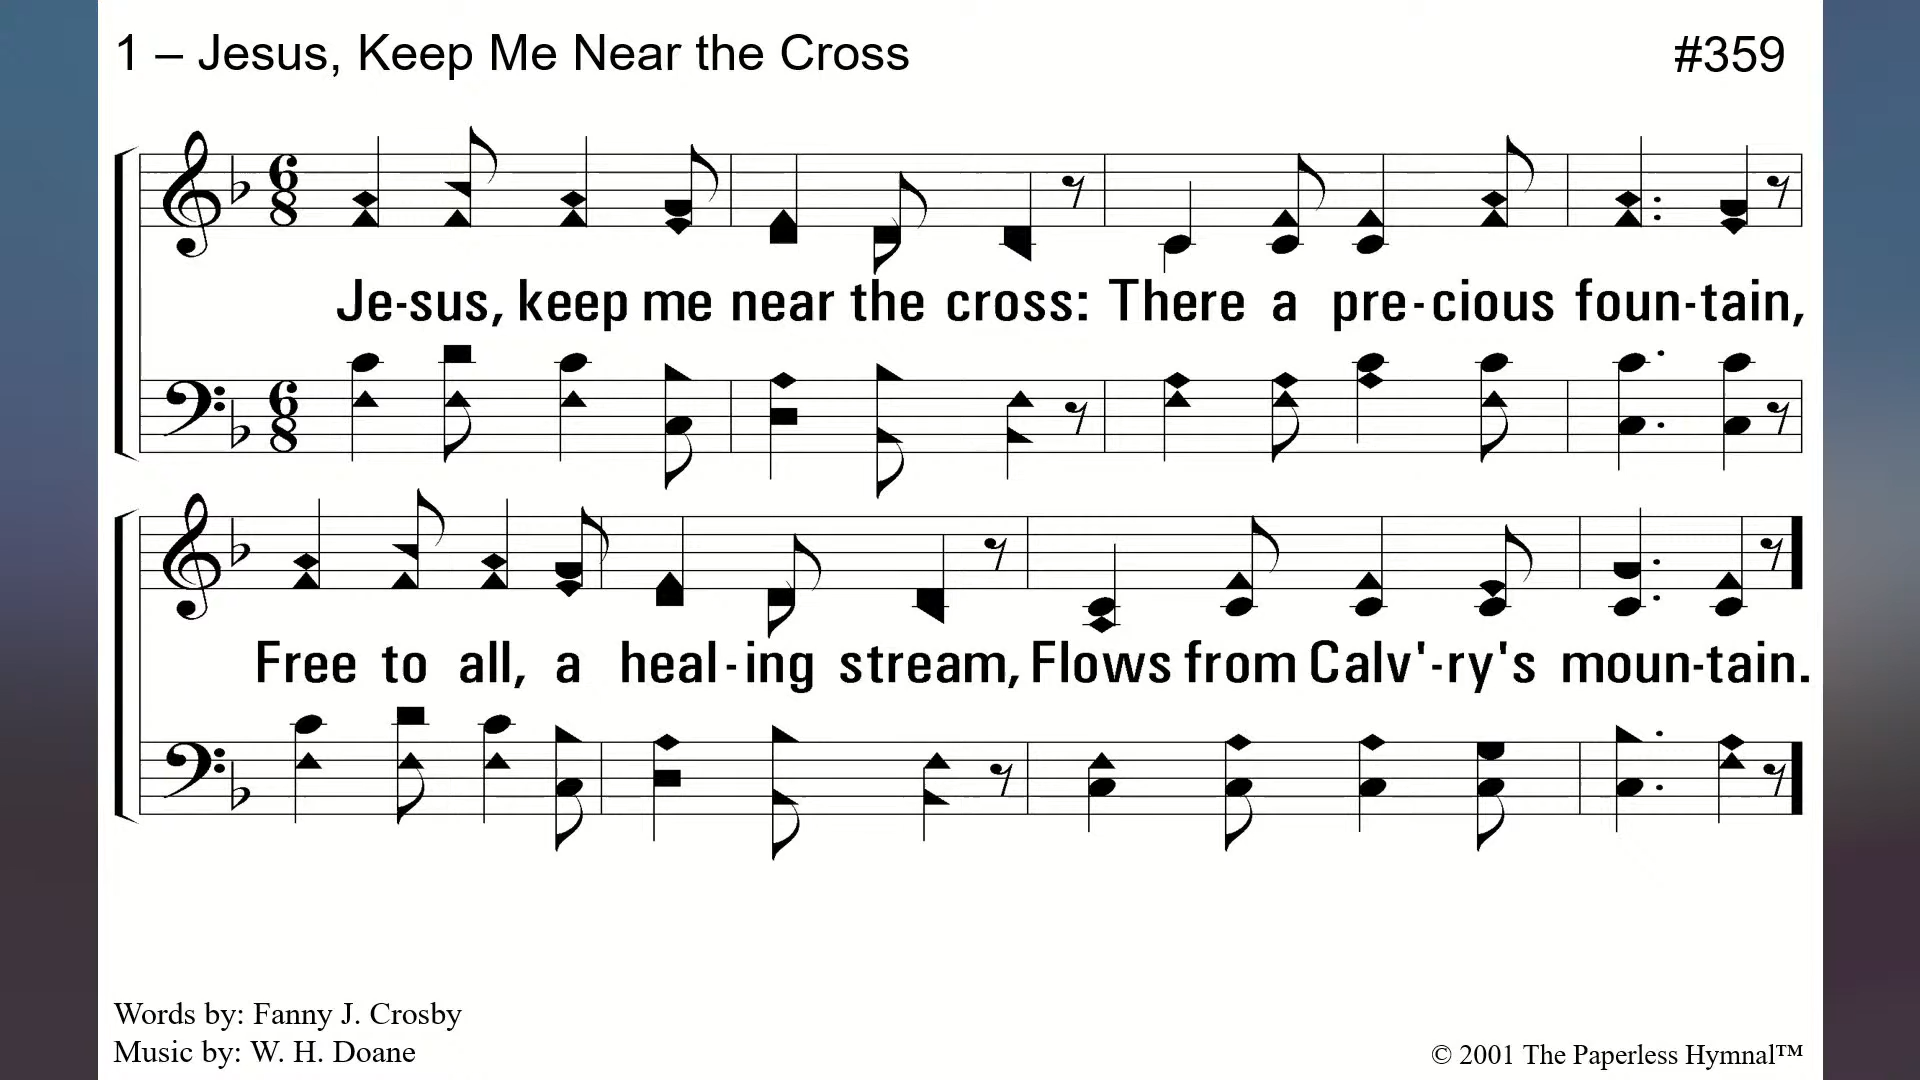 1 – Jesus, Keep Me Near the Cross
#359
Je-sus, keep me near the cross: There a pre-cious foun-tain,
Free to all, a heal-ing stream, Flows from Calv'-ry's moun-tain.
Words by: Fanny J. Crosby
Music by: W. H. Doane
© 2001 The Paperless Hymnal™